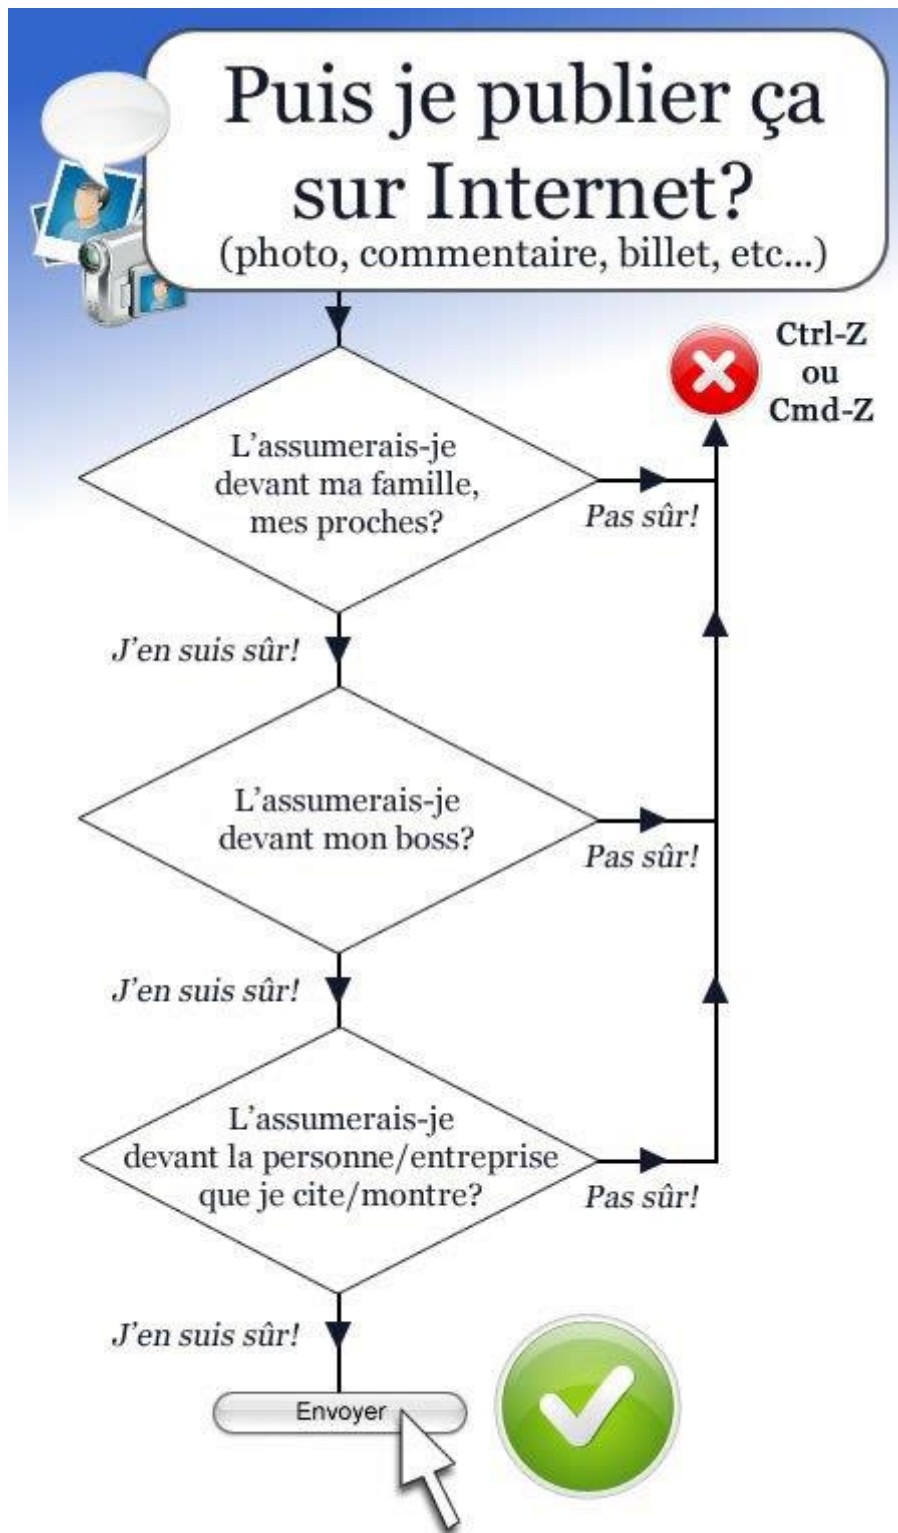 Puis je publier ça
sur Internet?
(photo, commentaire, billet, etc...)
Ctrl-Z
ou
Cmd-Z
L'assumerais-je
devant ma famille,
mes proches?
Pas sûr!
J'en suis sûr!
L'assumerais-je
devant mon boss?
Pas sûr!
J'en suis sûr!
L'assumerais-je
devant la personne/entreprise
que je cite/montre?
Pas sûr!
J'en suis sûr!
Envoyer